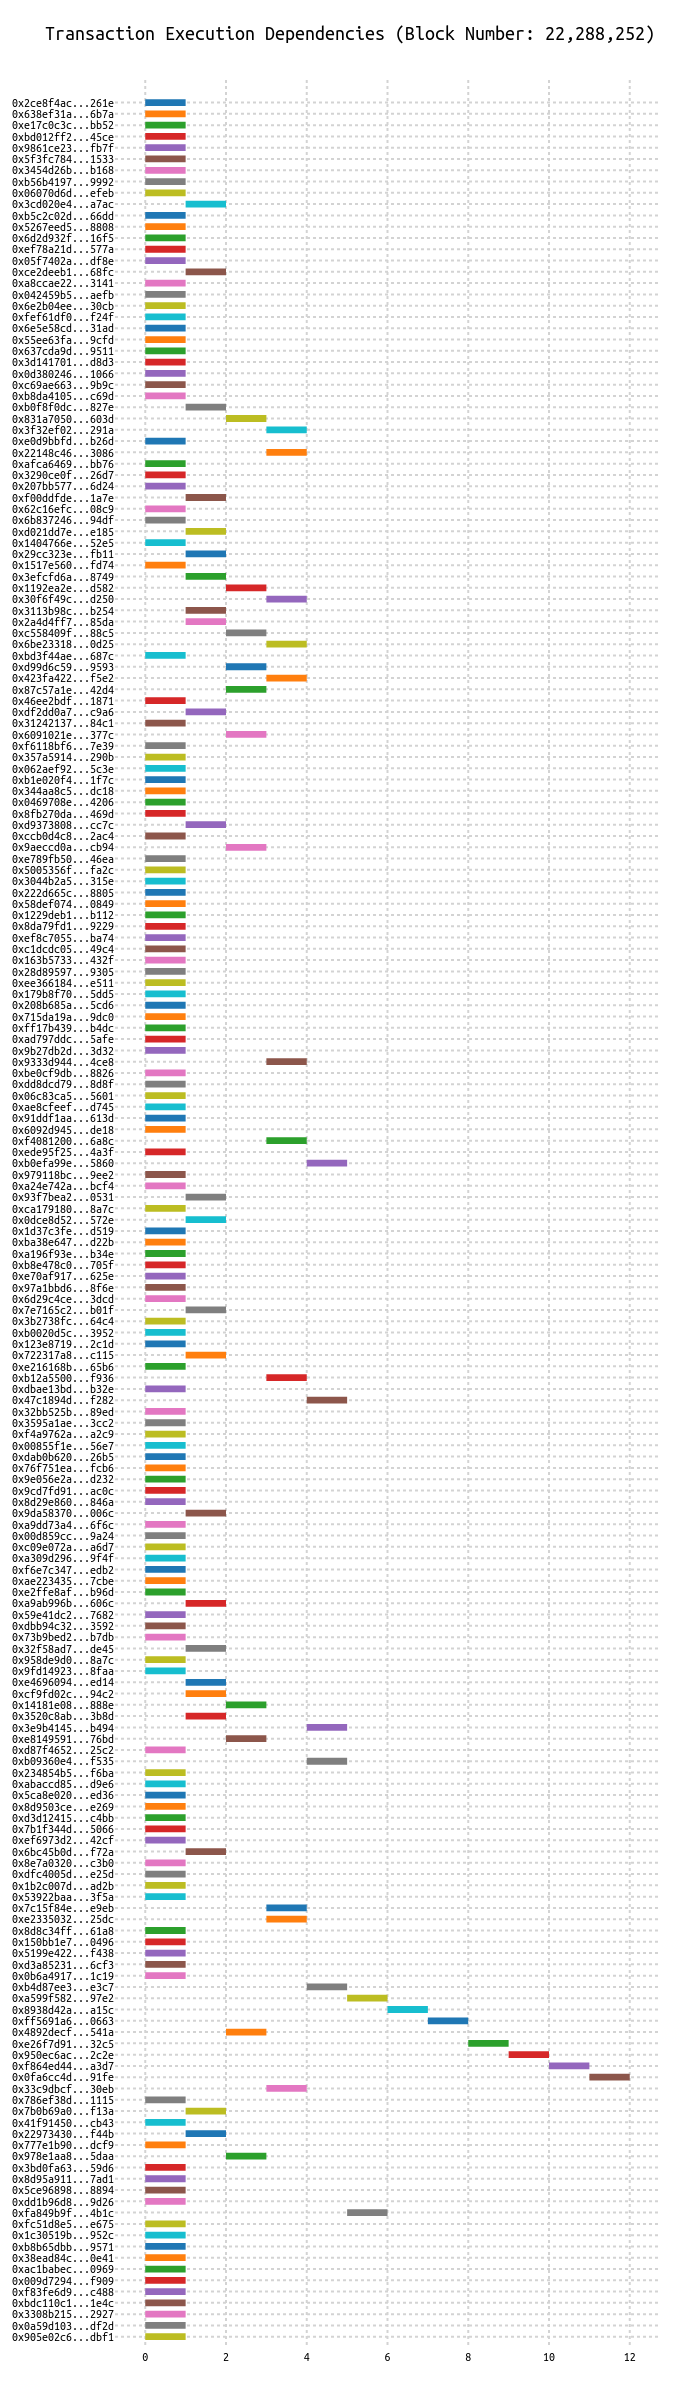 Transaction Execution Dependencies (Block Number: 22,288,252)
0x2ce8f4ac...261e
0x638ef31a...6b7a
0xe17c0c3c...bb52
0xbd012ff2...45ce
0x9861ce23...fb7f
0x5f3fc784...1533
0x3454d26b...b168
0xb56b4197...9992
0x06070d6d...efeb
0x3cd020e4...a7ac
0xb5c2c02d...66dd
0x5267eed5...8808
0x6d2d932f...16f5
0xef78a21d...577a
0x05f7402a...df8e
0xce2deeb1...68fc
0xa8ccae22...3141
0x042459b5...aefb
0x6e2b04ee...30cb
0xfef61df0...f24f
0x6e5e58cd...31ad
0x55ee63fa...9cfd
0x637cda9d...9511
0x3d141701...d8d3
0x0d380246...1066
0xc69ae663...9b9c
0xb8da4105...c69d
0xb0f8f0dc...827e
0x831a7050...603d
0x3f32ef02...291a
0xe0d9bbfd...b26d
0x22148c46...3086
0xafca6469...bb76
0x3290ce0f...26d7
0x207bb577...6d24
0xf00ddfde...1a7e
0x62c16efc...08c9
0x6b837246...94df
0xd021dd7e...e185
0x1404766e...52e5
0x29cc323e...fb11
0x1517e560...fd74
0x3efcfd6a...8749
0x1192ea2e...d582
0x30f6f49c...d250
0x3113b98c...b254
0x2a4d4ff7...85da
0xc558409f...88c5
0x6be23318...0d25
0xbd3f44ae...687c
0xd99d6c59...9593
0x423fa422...f5e2
0x87c57a1e...42d4
0x46ee2bdf...1871
0xdf2dd0a7...c9a6
0x31242137...84c1
0x6091021e...377c
0xf6118bf6...7e39
0x357a5914...290b
0x062aef92...5c3e
0xb1e020f4...1f7c
0x344aa8c5...dc18
0x0469708e...4206
0x8fb270da...469d
0xd9373808...cc7c
0xccb0d4c8...2ac4
0x9aeccd0a...cb94
0xe789fb50...46ea
0x5005356f...fa2c
0x3044b2a5...315e
0x222d665c...8805
0x58def074...0849
0x1229deb1...b112
0x8da79fd1...9229
0xef8c7055...ba74
0xc1dcdc05...49c4
0x163b5733...432f
0x28d89597...9305
0xee366184...e511
0x179b8f70...5dd5
0x208b685a...5cd6
0x715da19a...9dc0
0xff17b439...b4dc
0xad797ddc...5afe
0x9b27db2d...3d32
0x9333d944...4ce8
0xbe0cf9db...8826
0xdd8dcd79...8d8f
0x06c83ca5...5601
0xae8cfeef...d745
0x91ddf1aa...613d
0x6092d945...de18
0xf4081200...6a8c
0xede95f25...4a3f
0xb0efa99e...5860
0x979118bc...9ee2
0xa24e742a...bcf4
0x93f7bea2...0531
0xca179180...8a7c
0x0dce8d52...572e
0x1d37c3fe...d519
0xba38e647...d22b
0xa196f93e...b34e
0xb8e478c0...705f
0xe70af917...625e
0x97a1bbd6...8f6e
0x6d29c4ce...3dcd
0x7e7165c2...b01f
0x3b2738fc...64c4
0xb0020d5c...3952
0x123e8719...2c1d
0x722317a8...c115
0xe216168b...65b6
0xb12a5500...f936
0xdbae13bd...b32e
0x47c1894d...f282
0x32bb525b...89ed
0x3595a1ae...3cc2
0xf4a9762a...a2c9
0x00855f1e...56e7
0xdab0b620...26b5
0x76f751ea...fcb6
0x9e056e2a...d232
0x9cd7fd91...ac0c
0x8d29e860...846a
0x9da58370...006c
0xa9dd73a4...6f6c
0x00d859cc...9a24
0xc09e072a...a6d7
0xa309d296...9f4f
0xf6e7c347...edb2
0xae223435...7cbe
0xe2ffe8af...b96d
0xa9ab996b...606c
0x59e41dc2...7682
0xdbb94c32...3592
0x73b9bed2...b7db
0x32f58ad7...de45
0x958de9d0...8a7c
0x9fd14923...8faa
0xe4696094...ed14
0xcf9fd02c...94c2
0x14181e08...888e
0x3520c8ab...3b8d
0x3e9b4145...b494
0xe8149591...76bd
0xd87f4652...25c2
0xb09360e4...f535
0x234854b5...f6ba
0xabaccd85...d9e6
0x5ca8e020...ed36
0x8d9503ce...e269
0xd3d12415...c4bb
0x7b1f344d...5066
0xef6973d2...42cf
0x6bc45b0d...f72a
0x8e7a0320...c3b0
0xdfc4005d...e25d
0x1b2c007d...ad2b
0x53922baa...3f5a
0x7c15f84e...e9eb
0xe2335032...25dc
0x8d8c34ff...61a8
0x150bb1e7...0496
0x5199e422...f438
0xd3a85231...6cf3
0x0b6a4917...1c19
0xb4d87ee3...e3c7
0xa599f582...97e2
0x8938d42a...a15c
0xff5691a6...0663
0x4892decf...541a
0xe26f7d91...32c5
0x950ec6ac...2c2e
0xf864ed44...a3d7
0x0fa6cc4d...91fe
0x33c9dbcf...30eb
0x786ef38d...1115
0x7b0b69a0...f13a
0x41f91450...cb43
0x22973430...f44b
0x777e1b90...dcf9
0x978e1aa8...5daa
0x3bd0fa63...59d6
0x8d95a911...7ad1
0x5ce96898...8894
0xdd1b96d8...9d26
0xfa849b9f...4b1c
0xfc51d8e5...e675
0x1c30519b...952c
0xb8b65dbb...9571
0x38ead84c...0e41
0xac1babec...0969
0x009d7294...f909
0xf83fe6d9...c488
0xbdc110c1...1e4c
0x3308b215...2927
0x0a59d103...df2d
0x905e02c6...dbf1
0 2 4 6 8 10 12